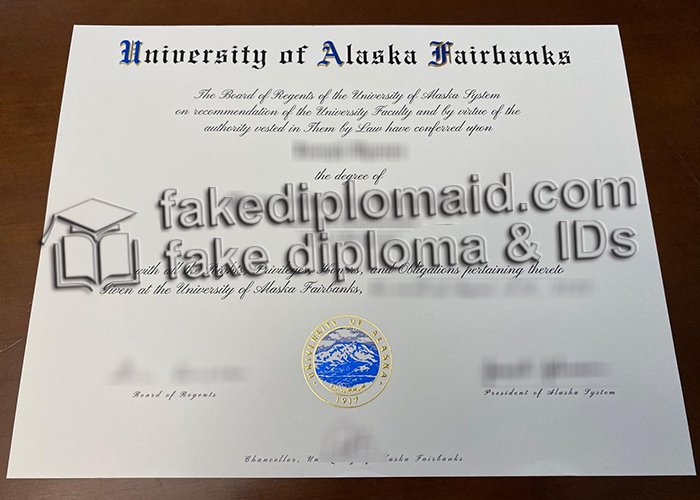 University of Alaska Fairbanks
The Board of Regents of the University of Alaska System
on recommendation of the University Faculty and by virtue of the
authority vested in Them by Law have conferred upon
the degree of
fakediplomaid.com
fake diploma & IDs
with all the Rights, Privileges, Honors, and Obligations pertaining thereto
Given at the University of Alaska Fairbanks,
UNIVERSITY OF ALASKA
1917
Board of Regents
President of Alaska System
Chancellor, Alaska Fairbanks